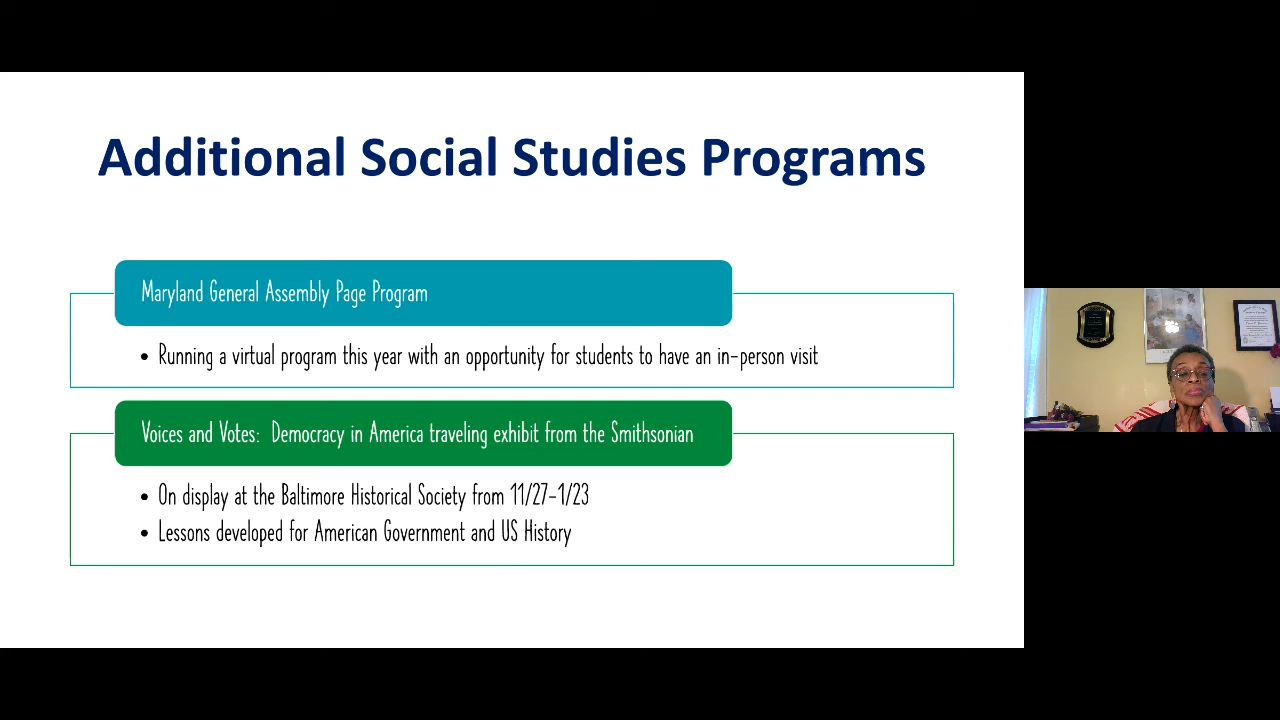 Additional Social Studies Programs
Maryland General Assembly Page Program
• Running a virtual program this year with an opportunity for students to have an in-person visit
Voices and Votes: Democracy in America traveling exhibit from the Smithsonian
• On display at the Baltimore Historical Society from 11/27-1/23
• Lessons developed for American Government and US History